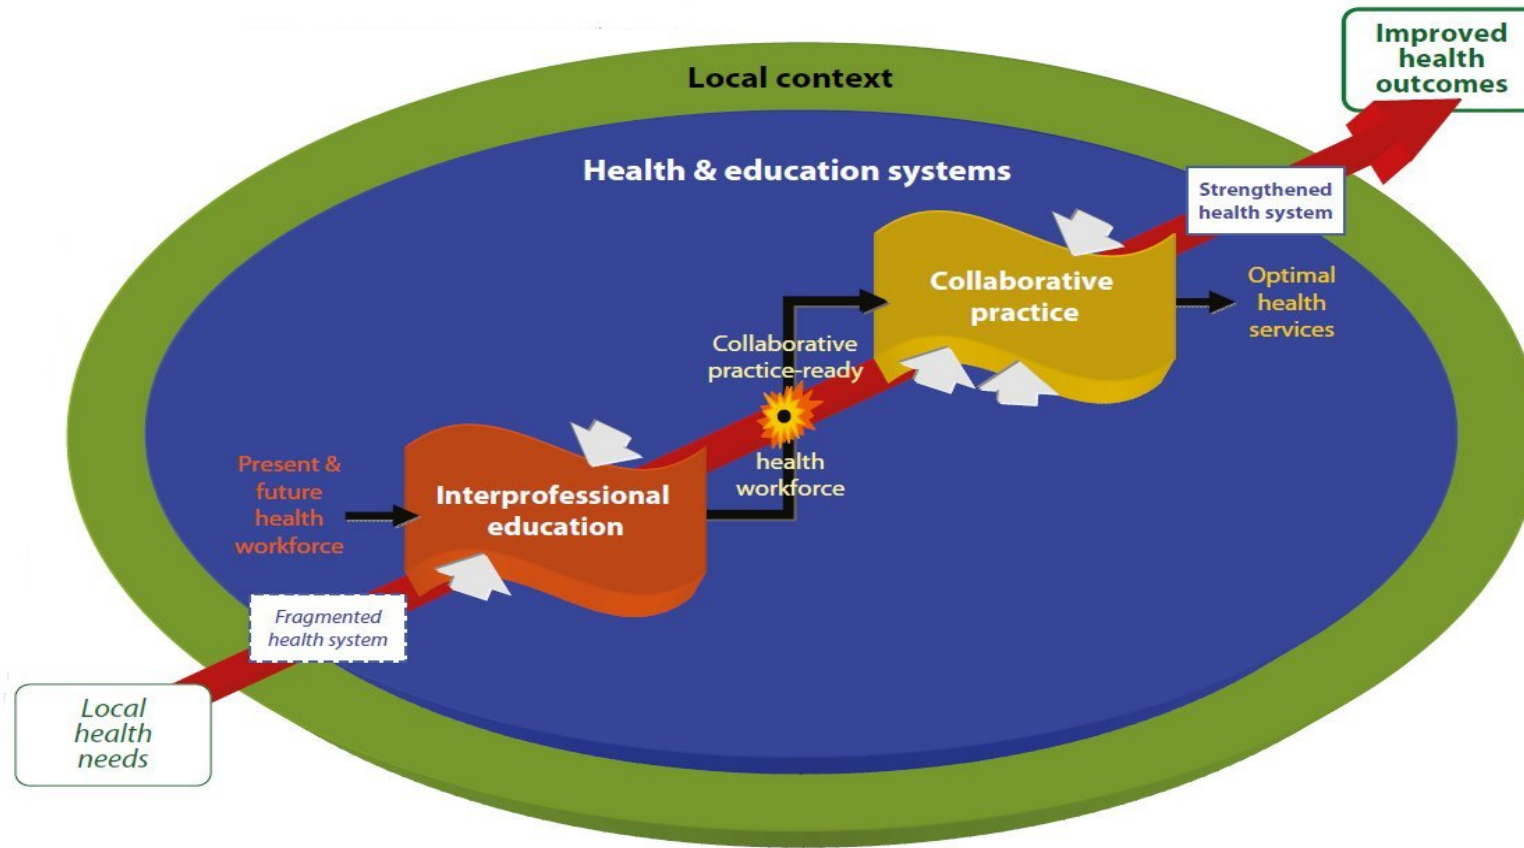 Improved
health
outcomes
Local context
Health & education systems
Strengthened
health system
Collaborative
practice
Optimal
health
services
Collaborative
practice-ready
health
workforce
Present &
future
health
workforce
Interprofessional
education
Fragmented
health system
Local
health
needs